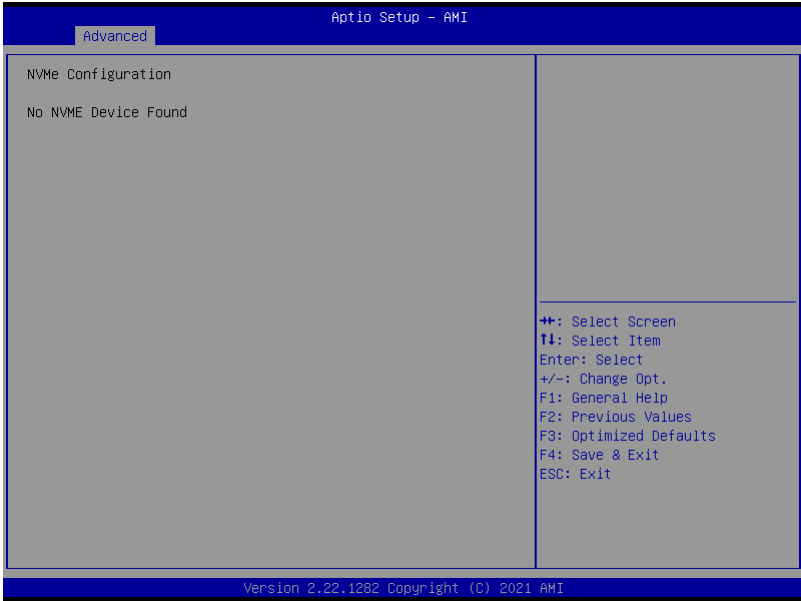 Aptio Setup – AMI
Advanced
NVMe Configuration
No NVME Device Found
→←: Select Screen
↑↓: Select Item
Enter: Select
+/-: Change Opt.
F1: General Help
F2: Previous Values
F3: Optimized Defaults
F4: Save & Exit
ESC: Exit
Version 2.22.1282 Copyright (C) 2021 AMI